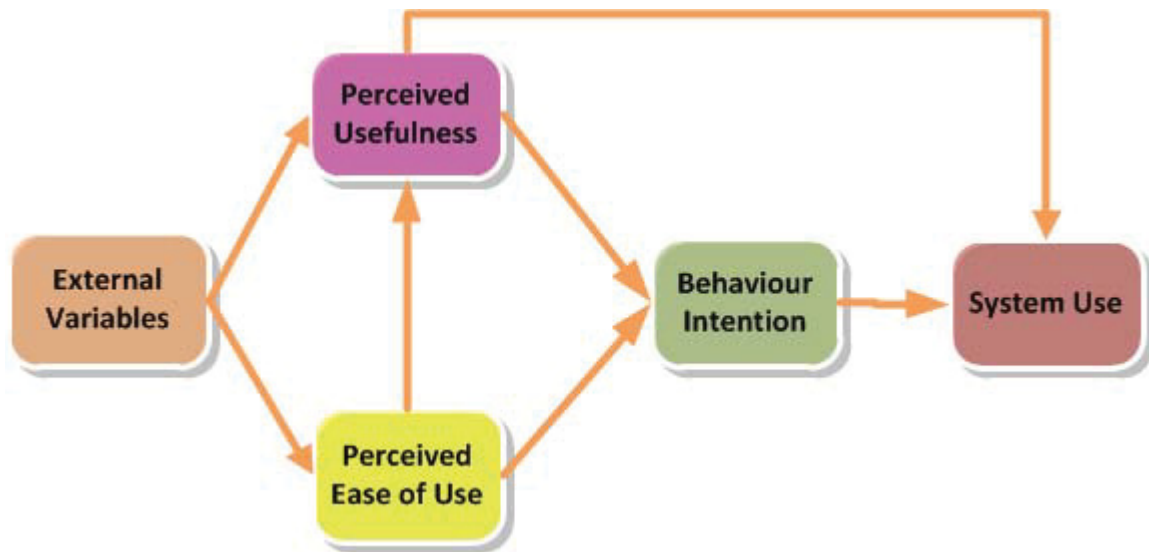 Perceived
Usefulness
External
Variables
Behaviour
Intention
System Use
Perceived
Ease of Use